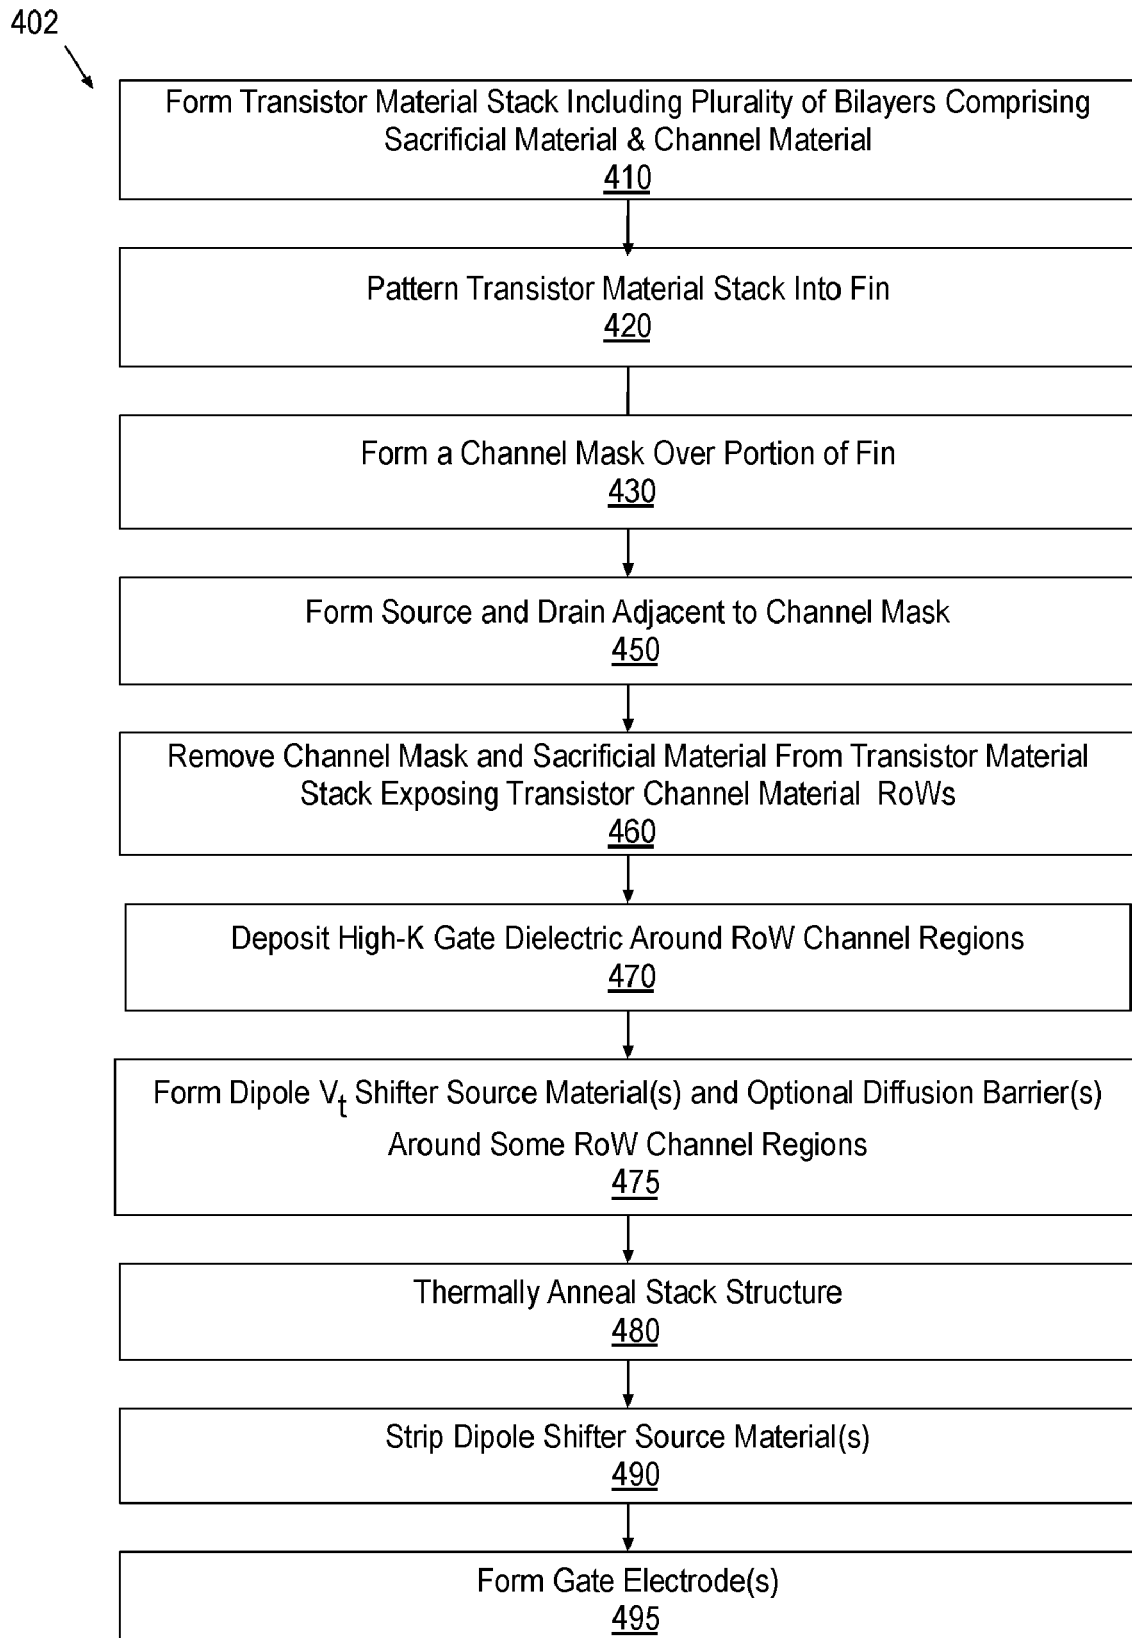 402
Form Transistor Material Stack Including Plurality of Bilayers Comprising
Sacrificial Material & Channel Material
410
Pattern Transistor Material Stack Into Fin
420
Form a Channel Mask Over Portion of Fin
430
Form Source and Drain Adjacent to Channel Mask
450
Remove Channel Mask and Sacrificial Material From Transistor Material
Stack Exposing Transistor Channel Material RoWs
460
Deposit High-K Gate Dielectric Around RoW Channel Regions
470
Form Dipole Vt Shifter Source Material(s) and Optional Diffusion Barrier(s)
Around Some RoW Channel Regions
475
Thermally Anneal Stack Structure
480
Strip Dipole Shifter Source Material(s)
490
Form Gate Electrode(s)
495